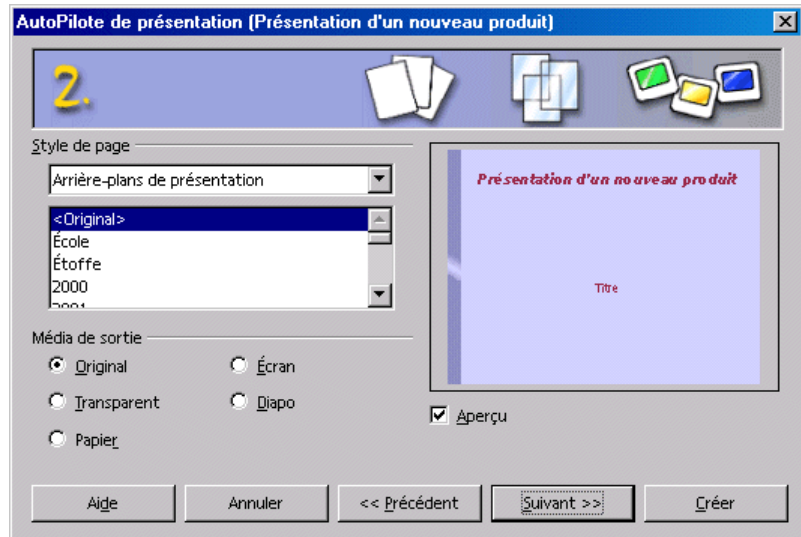 AutoPilote de présentation (Présentation d'un nouveau produit)
2.
Style de page
Arrière-plans de présentation
<Original>
École
Étoffe
2000
2001
Présentation d'un nouveau produit
Titre
Média de sortie
Original
Écran
Transparent
Diapo
Papier
Aperçu
Aide
Annuler
<< Précédent
Suivant >>
Créer